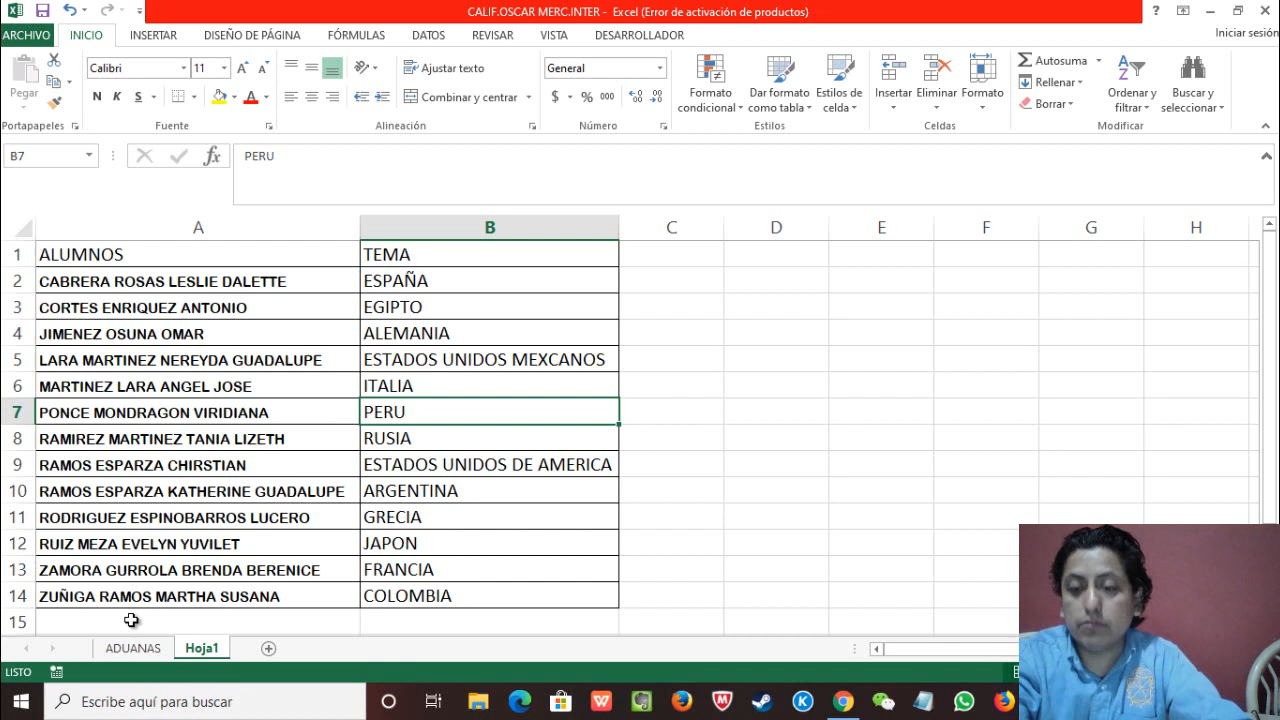 CALIF.OSCAR MERC.INTER - Excel (Error de activación de productos)
ARCHIVO INICIO INSERTAR DISEÑO DE PÁGINA FÓRMULAS DATOS REVISAR VISTA DESARROLLADOR Iniciar sesión
Calibri 11 Ajustar texto General Autosuma
Pegar Rellenar
N K S Combinar y centrar $ % 000 Borrar
Formato condicional Dar formato como tabla Estilos de celda Insertar Eliminar Formato Ordenar y filtrar Buscar y seleccionar
Portapapeles Fuente Alineación Número Estilos Celdas Modificar
B7 fx PERU
A B C D E F G H
1 ALUMNOS TEMA
2 CABRERA ROSAS LESLIE DALETTE ESPAÑA
3 CORTES ENRIQUEZ ANTONIO EGIPTO
4 JIMENEZ OSUNA OMAR ALEMANIA
5 LARA MARTINEZ NEREYDA GUADALUPE ESTADOS UNIDOS MEXCANOS
6 MARTINEZ LARA ANGEL JOSE ITALIA
7 PONCE MONDRAGON VIRIDIANA PERU
8 RAMIREZ MARTINEZ TANIA LIZETH RUSIA
9 RAMOS ESPARZA CHIRSTIAN ESTADOS UNIDOS DE AMERICA
10 RAMOS ESPARZA KATHERINE GUADALUPE ARGENTINA
11 RODRIGUEZ ESPINOBARROS LUCERO GRECIA
12 RUIZ MEZA EVELYN YUVILET JAPON
13 ZAMORA GURROLA BRENDA BERENICE FRANCIA
14 ZUÑIGA RAMOS MARTHA SUSANA COLOMBIA
15
ADUANAS Hoja1
LISTO
Escribe aquí para buscar